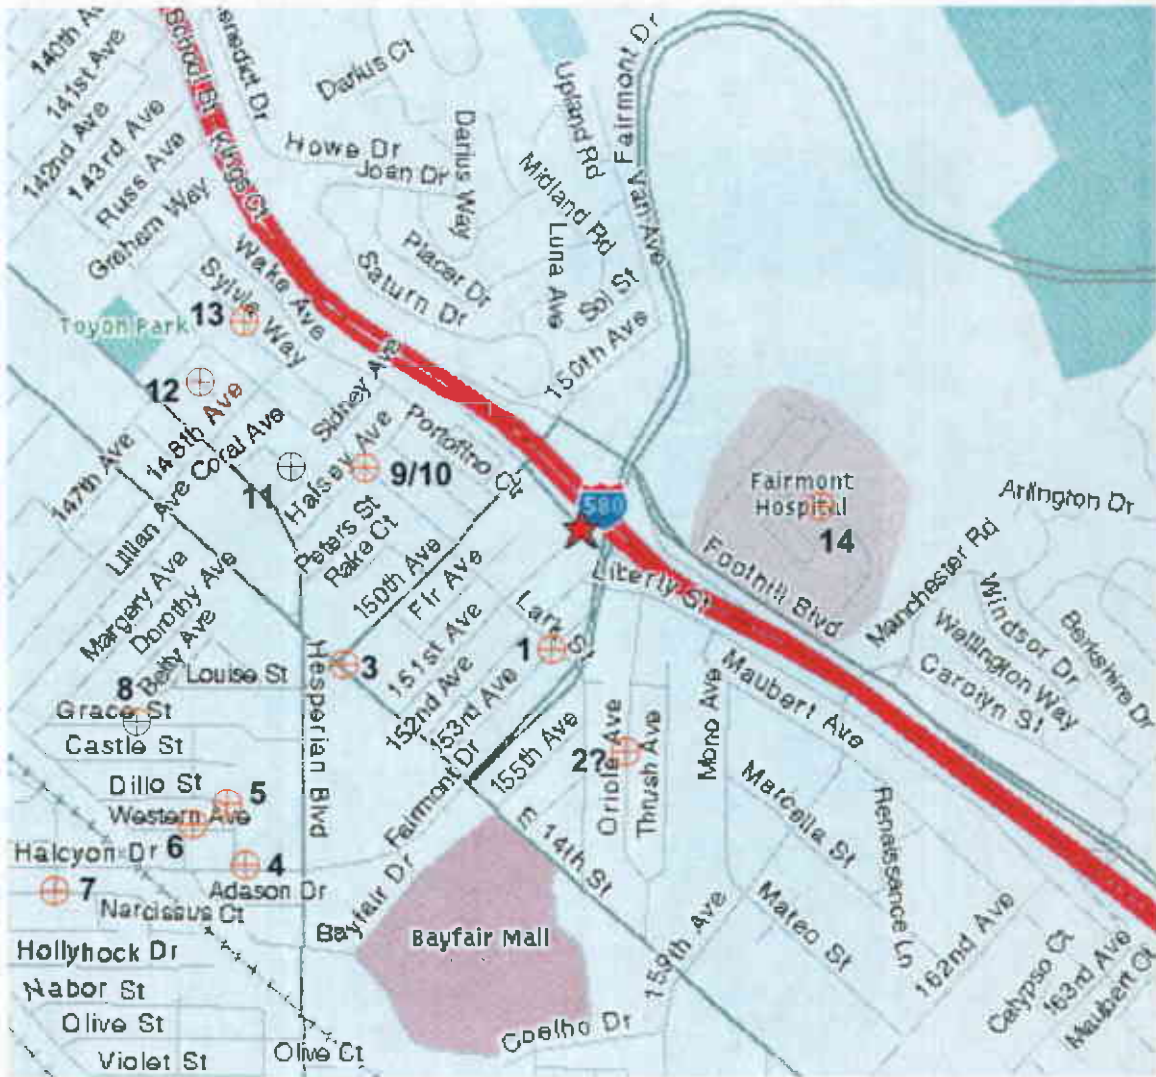 140th Av
141st Ave
142nd Ave
143rd Ave
Russ Ave
Graham Way
School St
Kings Ct
enedict Dr
Darius Ct
Howe Dr
Joan Dr
Darius Way
Upland Rd
Midland Rd
Fairmont Dr
Van Ave
Luna Ave
Sol St
Placer Dr
Saturn Dr
Wake Ave
Sylvia Way
Toyon Park
13
12
150th Ave
147th Ave
148th Ave
Coral Ave
Lillian Ave
Sidney Ave
Halsey Ave
Portofino Cir
11
9/10
Peters St
Rake Ct
580
Fairmont Hospital
14
Arlington Dr
Manchester Rd
Windsor Dr
Berkshire Dr
Wellington Way
Carolyn St
Foothill Blvd
Liberty St
Margery Ave
Dorothy Ave
Betty Ave
150th Ave
Fir Ave
151st Ave
152nd Ave
153rd Ave
Lark St
1
3
Louise St
8
Grace St
Castle St
Hesperian Blvd
Fairmont Dr
155th Ave
2?
Oriole Ave
Thrush Ave
Mono Ave
Maubert Ave
Marcella St
Renaissance Ln
Mateo St
Dillo St
5
Western Ave
6
Halcyon Dr
4
7
Adason Dr
Narcissus Ct
Bayfair Dr
E 14th St
Bayfair Mall
159th Ave
162nd Ave
Calypso Ct
163rd Ave
Maubert Ct
Hollyhock Dr
Nabor St
Olive St
Violet St
Olive Ct
Coelho Dr